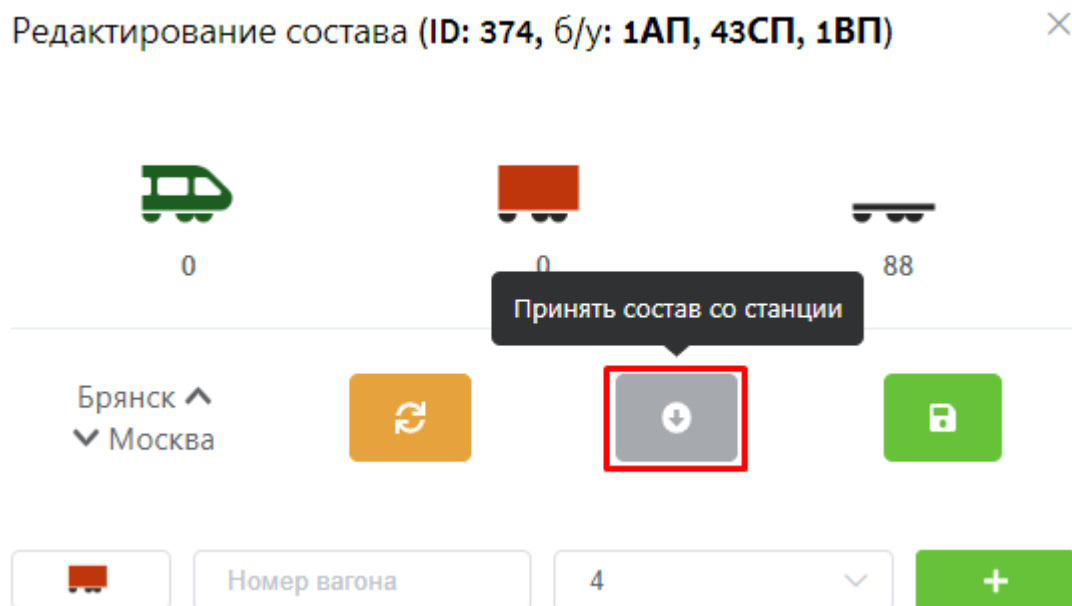 Редактирование состава (ID: 374, б/у: 1АП, 43СП, 1ВП)
0
0
88
Принять состав со станции
Брянск
Москва
Номер вагона
4